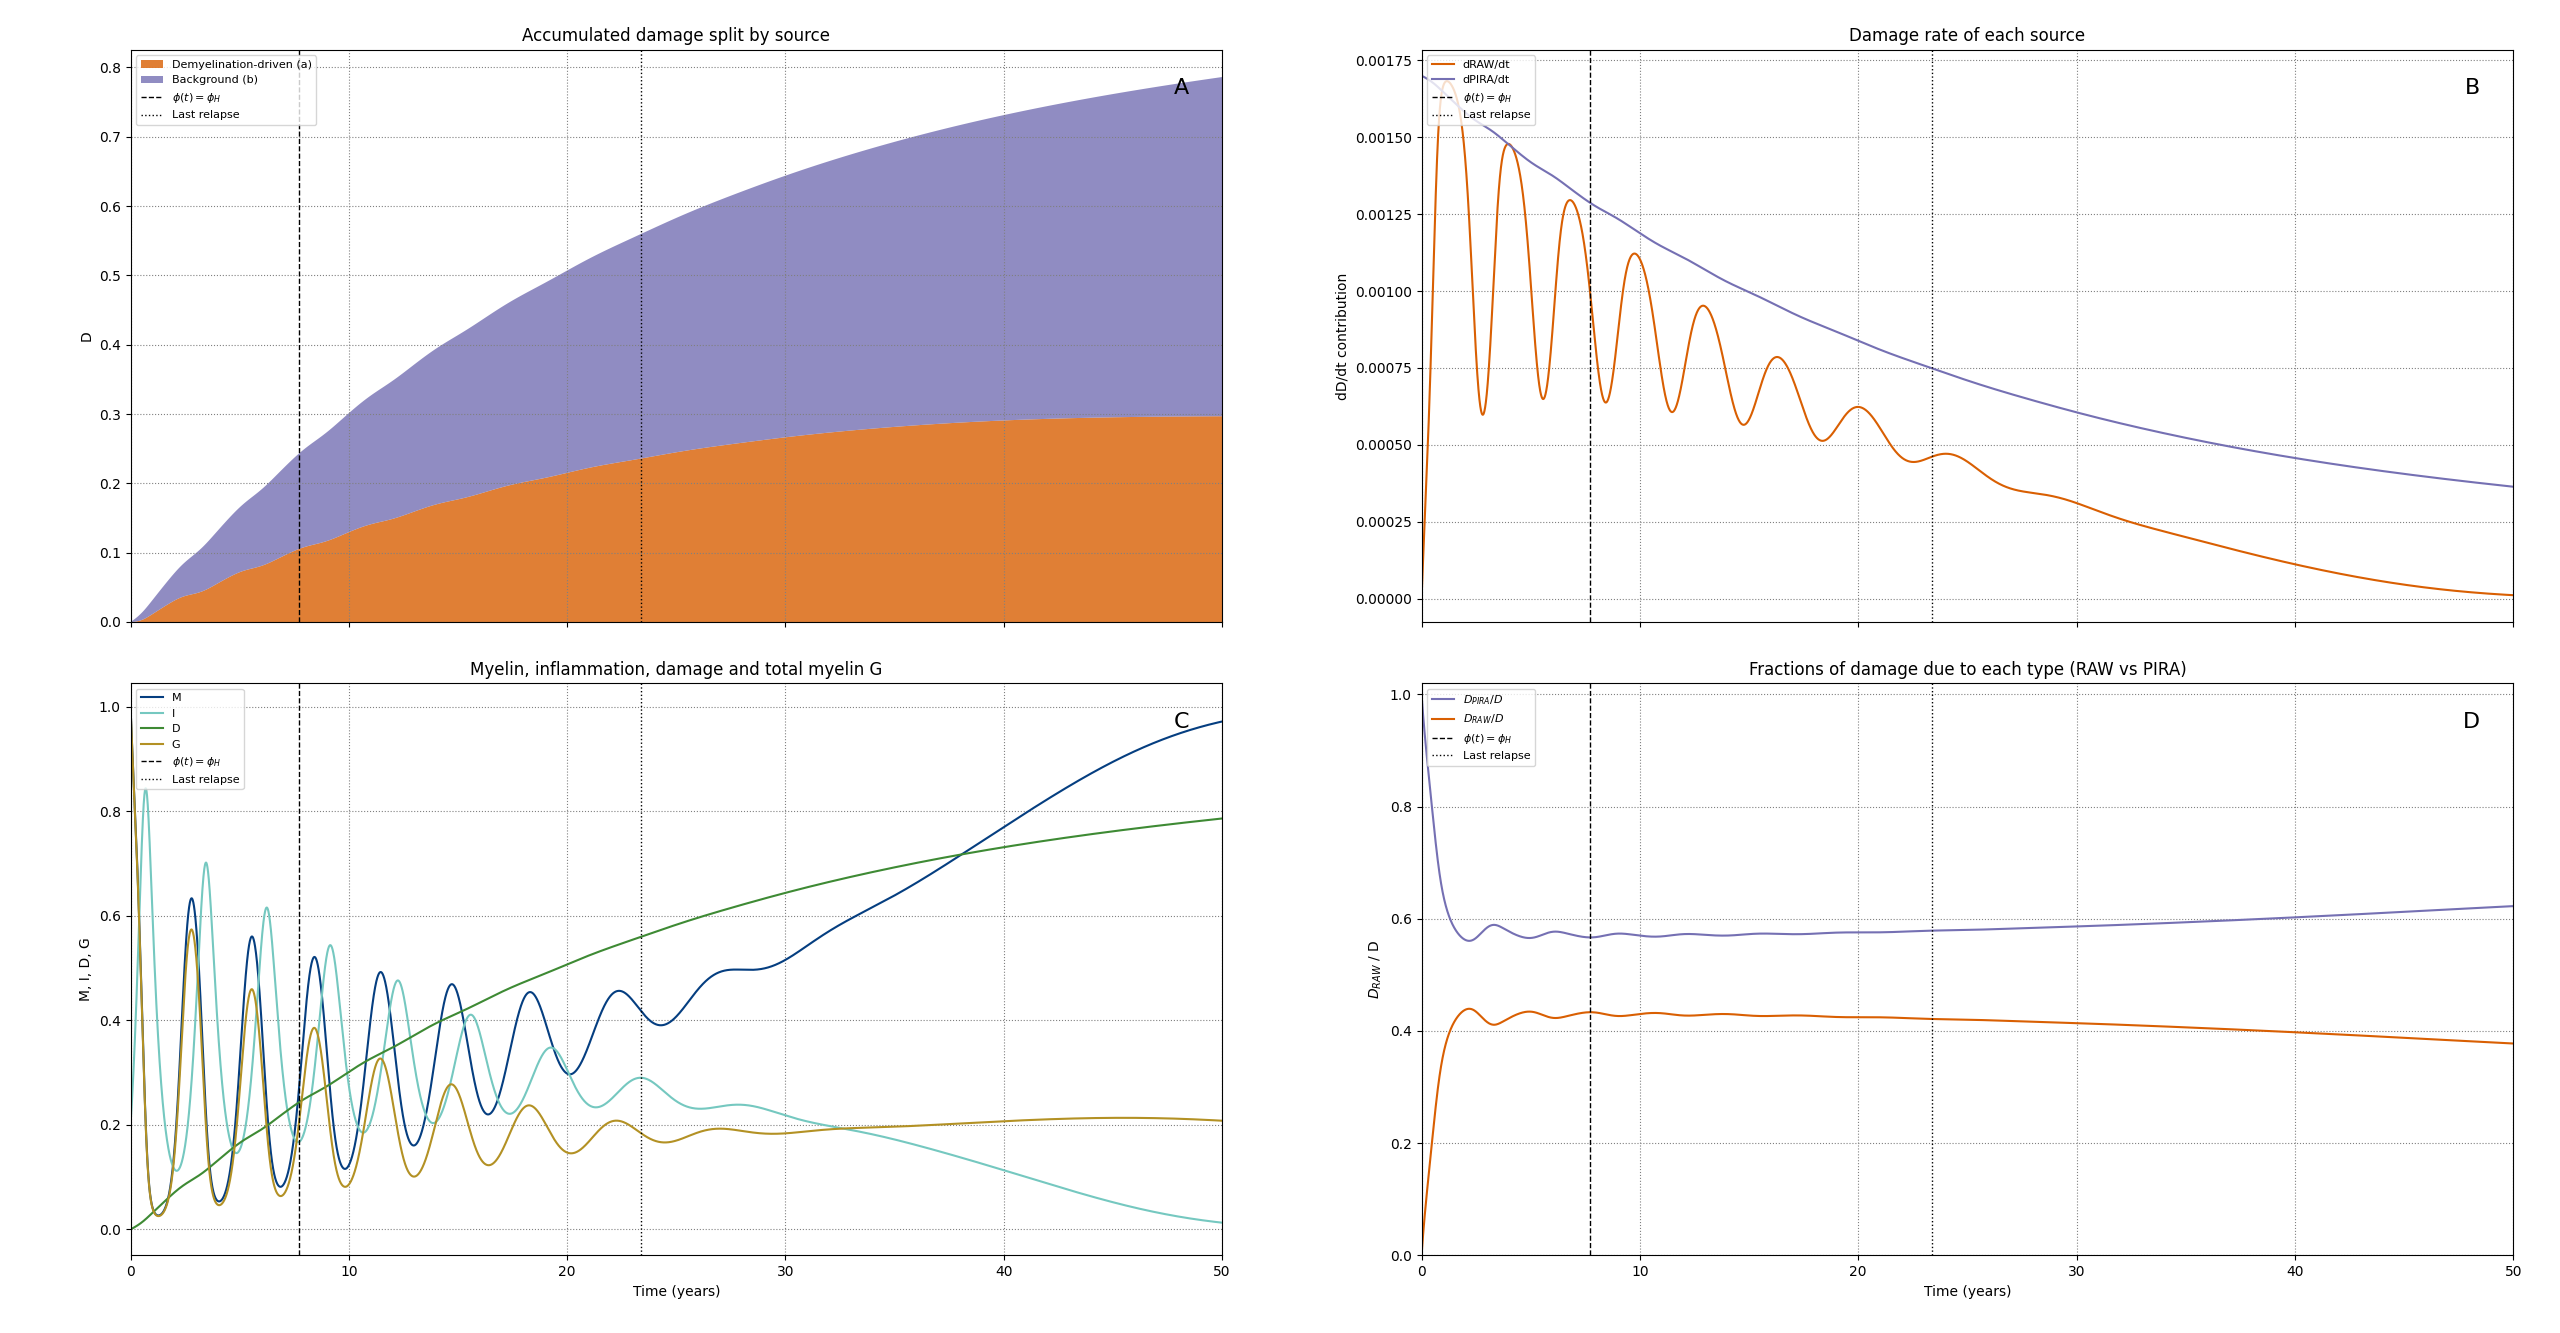 Accumulated damage split by source
Demyelination-driven (a)
Background (b)
ϕ(t) = ϕH
Last relapse
A
0.8
0.7
0.6
0.5
0.4
0.3
0.2
0.1
0.0
D
Damage rate of each source
dRAW/dt
dPIRA/dt
ϕ(t) = ϕH
Last relapse
B
0.00175
0.00150
0.00125
0.00100
0.00075
0.00050
0.00025
0.00000
dD/dt contribution
Myelin, inflammation, damage and total myelin G
M
I
D
G
ϕ(t) = ϕH
Last relapse
C
1.0
0.8
0.6
0.4
0.2
0.0
M, I, D, G
0 10 20 30 40 50
Time (years)
Fractions of damage due to each type (RAW vs PIRA)
DPIRA/D
DRAW/D
ϕ(t) = ϕH
Last relapse
D
1.0
0.8
0.6
0.4
0.2
0.0
DRAW / D
0 10 20 30 40 50
Time (years)